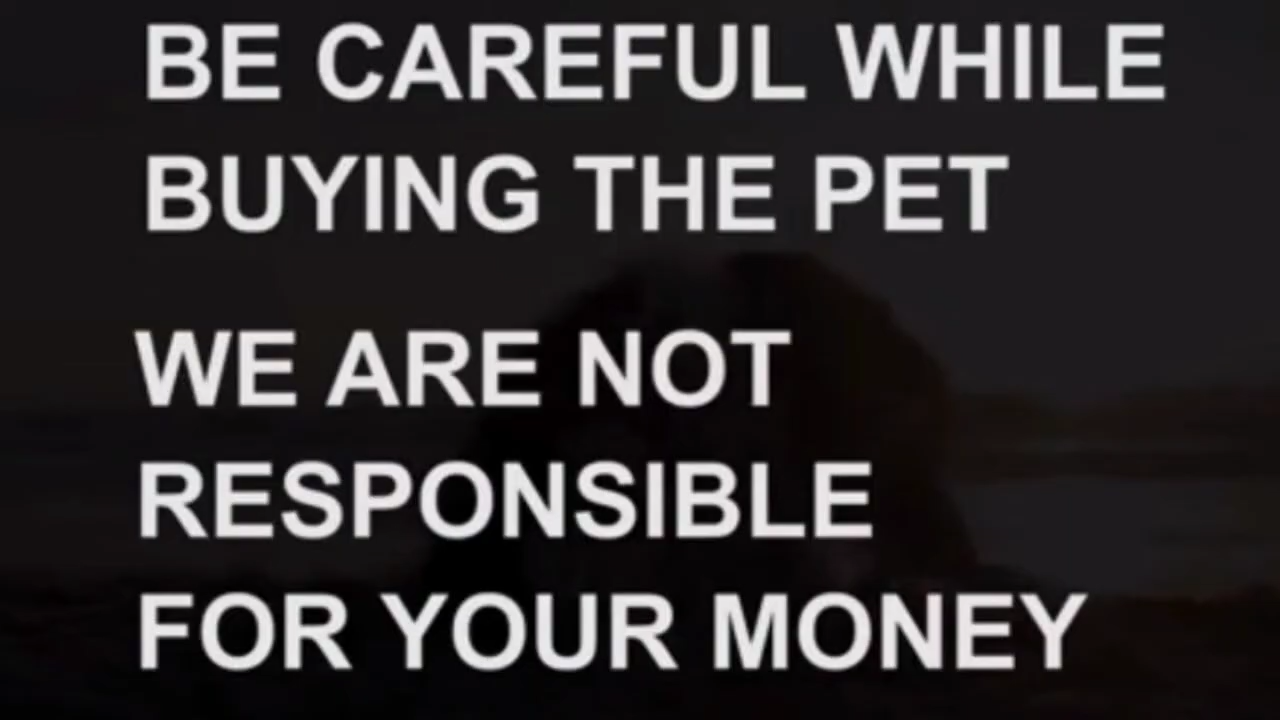 BE CAREFUL WHILE
BUYING THE PET
WE ARE NOT
RESPONSIBLE
FOR YOUR MONEY